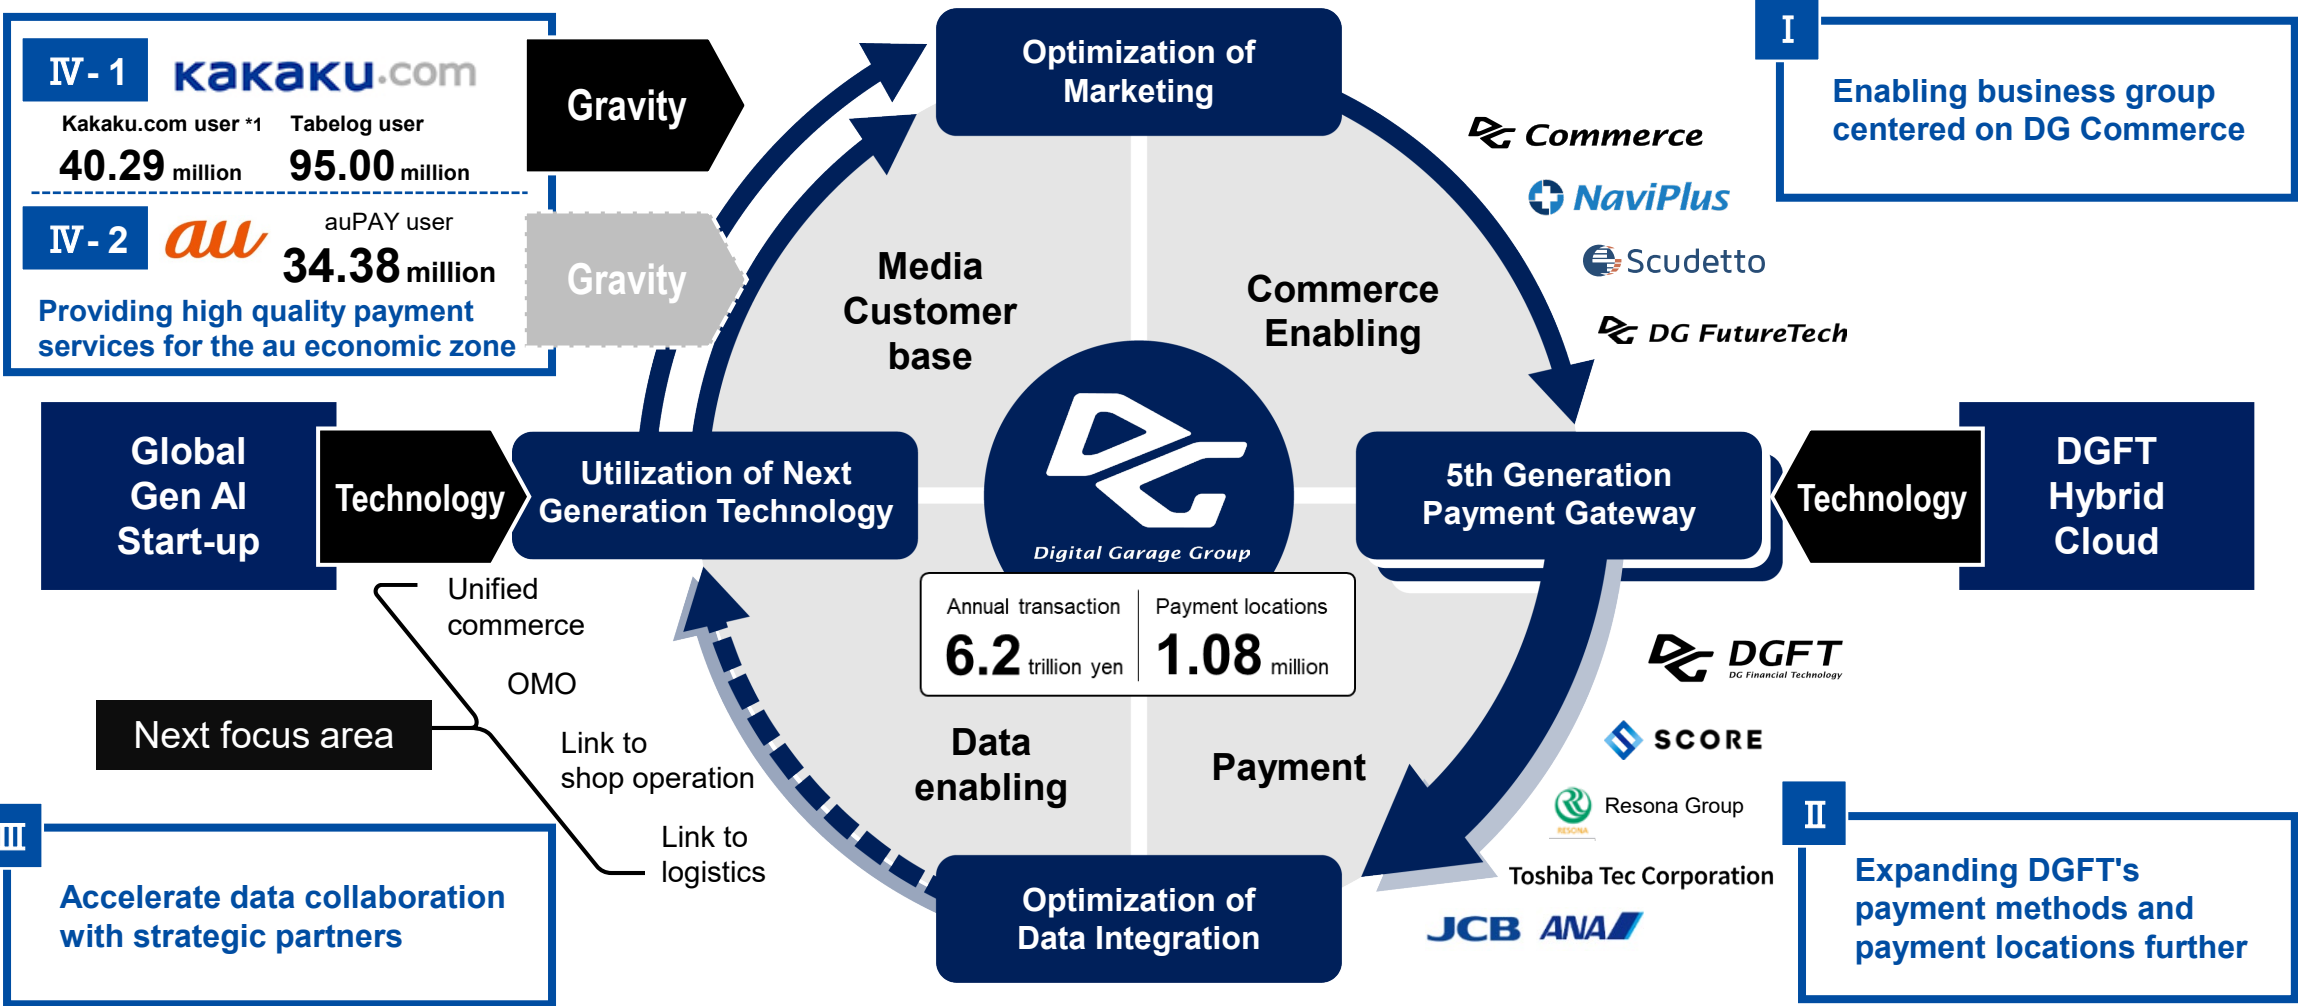 IV - 1
kakaku.com
Kakaku.com user *1
Tabelog user
40.29 million
95.00 million
IV - 2
au
auPAY user
34.38 million
Providing high quality payment
services for the au economic zone
Gravity
Gravity
Optimization of
Marketing
I
Enabling business group
centered on DG Commerce
DG Commerce
NaviPlus
Scudetto
DG FutureTech
Media
Customer
base
Commerce
Enabling
Global
Gen AI
Start-up
Technology
Utilization of Next
Generation Technology
DG
Digital Garage Group
5th Generation
Payment Gateway
Technology
DGFT
Hybrid
Cloud
Annual transaction
6.2 trillion yen
Payment locations
1.08 million
Unified
commerce
OMO
Link to
shop operation
Link to
logistics
Next focus area
Data
enabling
Payment
DG DGFT
DG Financial Technology
SCORE
RESONA
Resona Group
Toshiba Tec Corporation
JCB
ANA
III
Accelerate data collaboration
with strategic partners
Optimization of
Data Integration
II
Expanding DGFT's
payment methods and
payment locations further